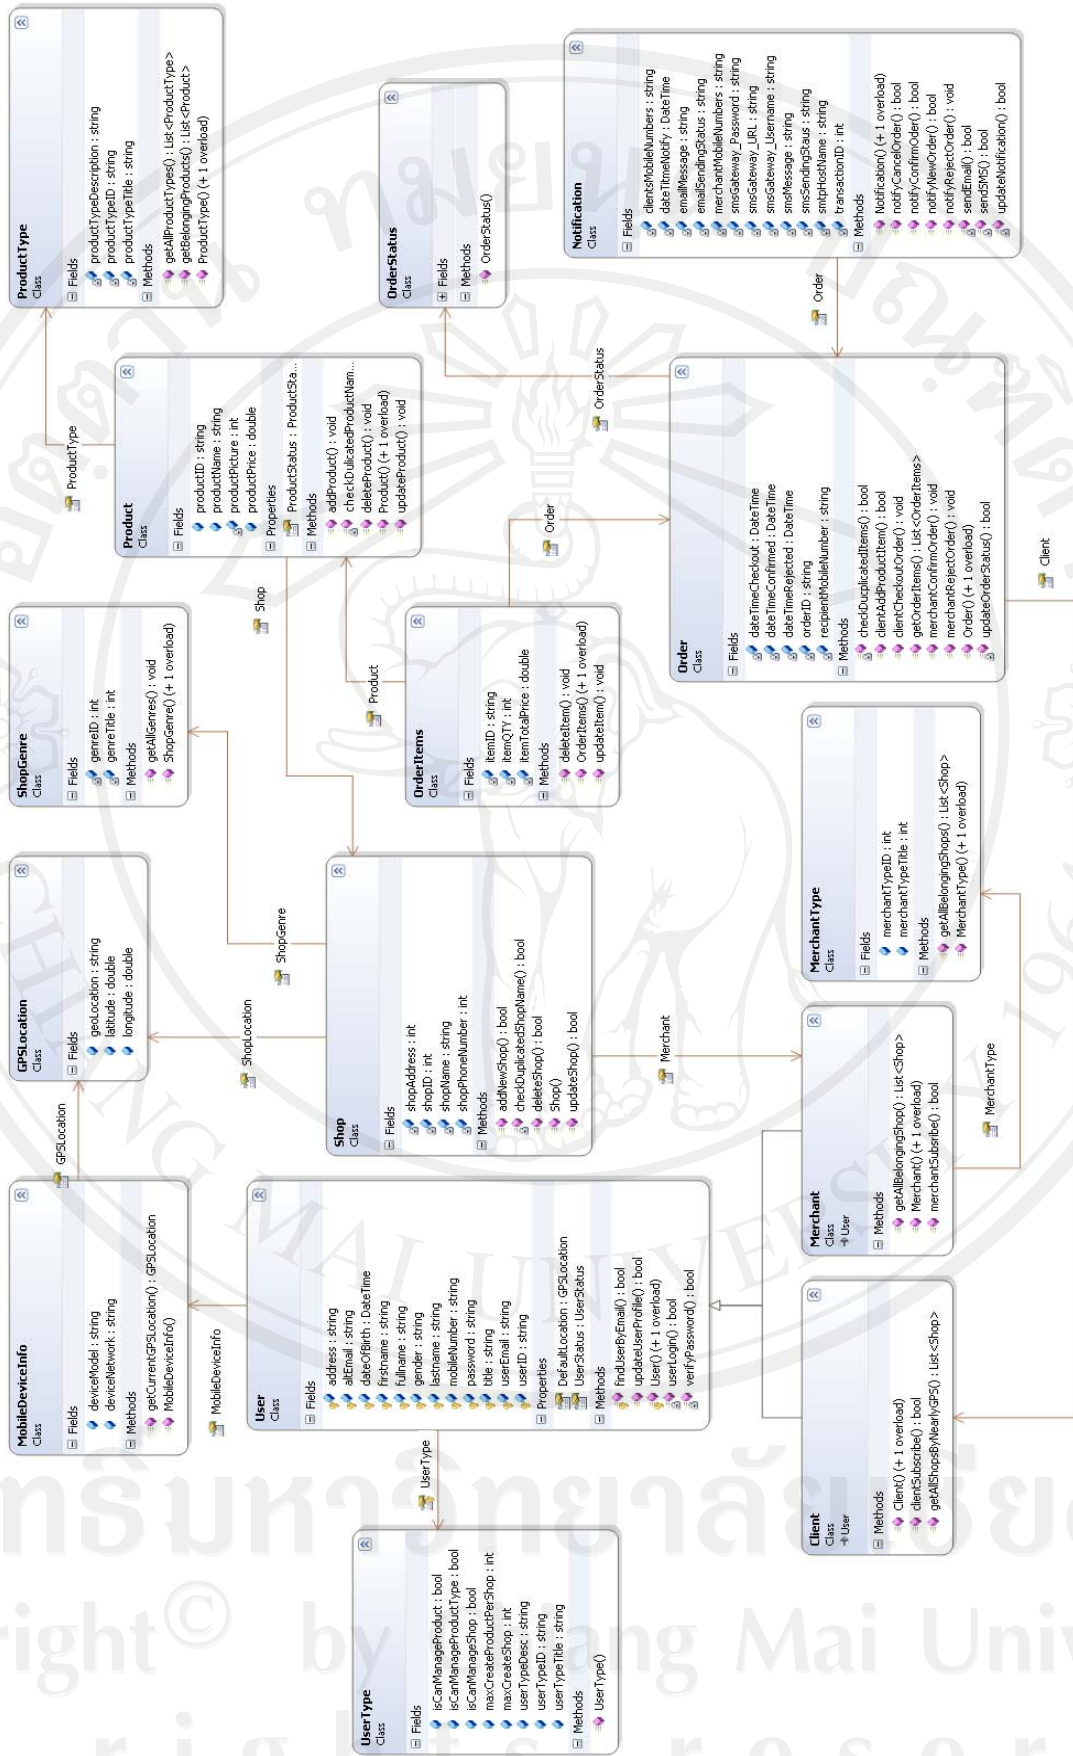 MobileDeviceInfo
Class
Fields
deviceModel : string
deviceNetwork : string
Methods
getCurrentGPSLocation() : GPSLocation
MobileDeviceInfo()
GPSLocation
GPSLocation
Class
Fields
geoLocation : string
latitude : double
longitude : double
ShopGenre
Class
Fields
genreID : int
genreTitle : int
Methods
getAllGenres() : void
ShopGenre() (+ 1 overload)
ProductType
Class
Fields
productTypeDescription : string
productTypeID : string
productTypeTitle : string
Methods
getAllProductTypes() : List<ProductType>
getBelongingProducts() : List<Product>
ProductType() (+ 1 overload)
MobileDeviceInfo
ShopLocation
ShopGenre
Shop
ProductType
Product
Class
Fields
productID : string
productName : string
productPicture : int
productPrice : double
Properties
ProductStatus : ProductSta...
Methods
addProduct() : void
checkDulicatedProductNam...
deleteProduct() : void
Product() (+ 1 overload)
updateProduct() : void
UserType
Class
Fields
isCanManageProduct : bool
isCanManageProductType : bool
isCanManageShop : bool
maxCreateProductPerShop : int
maxCreateShop : int
userTypeDesc : string
userTypeID : string
userTypeTitle : string
Methods
UserType()
UserType
User
Class
Fields
address : string
altEmail : string
dateOfBirth : DateTime
firstname : string
fullname : string
gender : string
lastname : string
mobileNumber : string
password : string
title : string
userEmail : string
userID : string
Properties
DefaultLocation : GPSLocation
UserStatus : UserStatus
Methods
findUserByEmail() : bool
updateUserProfile() : bool
User() (+ 1 overload)
userLogin() : bool
verifyPassword() : bool
Shop
Class
Fields
shopAddress : int
shopID : int
shopName : string
shopPhoneNumber : int
Methods
addNewShop() : bool
checkDuplicatedShopName() : bool
deleteShop() : bool
Shop()
updateShop() : bool
Product
OrderItems
Class
Fields
itemID : string
itemQTY : int
itemTotalPrice : double
Methods
deleteItem() : void
OrderItems() (+ 1 overload)
updateItem() : void
Order
OrderStatus
Class
Fields
Methods
OrderStatus()
OrderStatus
Merchant
Client
Class
User
Methods
Client() (+ 1 overload)
clientSubscribe() : bool
getAllShopsByNearlyGPS() : List<Shop>
Merchant
Class
User
Methods
getAllBelongingShop() : List<Shop>
Merchant() (+ 1 overload)
merchantSubsribe() : bool
MerchantType
MerchantType
Class
Fields
merchantTypeID : int
merchantTypeTitle : int
Methods
getAllBelongingShops() : List<Shop>
MerchantType() (+ 1 overload)
Order
Class
Fields
dateTimeCheckout : DateTime
dateTimeConfirmed : DateTime
dateTimeRejected : DateTime
orderID : string
recipientMobileNumber : string
Methods
checkDucplicatedItems() : bool
clientAddProductItem() : bool
clientCheckoutOrder() : void
getOrderItems() : List<OrderItems>
merchantConfirmOrder() : void
merchantRejectOrder() : void
Order() (+ 1 overload)
updateOrderStatus() : bool
Client
Order
Notification
Class
Fields
clientsMobileNumbers : string
dateTitmeNotify : DateTime
emailMessage : string
emailSendingStatus : string
merchantMobileNumbers : string
smsGateway_Password : string
smsGateway_URL : string
smsGateway_Username : string
smsMessage : string
smsSendingStaus : string
smtpHostName : string
transactionID : int
Methods
Notification() (+ 1 overload)
notifyCancelOrder() : bool
notifyConfirmOder() : bool
notifyNewOrder() : bool
notifyRejectOrder() : void
sendEmail() : bool
sendSMS() : bool
updateNotification() : bool